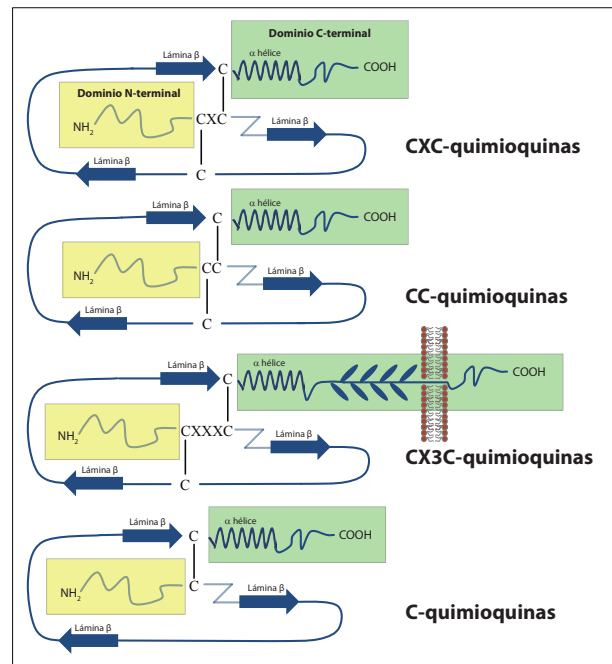 Dominio C-terminal
Lámina β
α hélice
COOH
C
Dominio N-terminal
NH2
CXC
Lámina β
CXC-quimioquinas
Lámina β
C
Lámina β
α hélice
COOH
C
NH2
CC
Lámina β
CC-quimioquinas
Lámina β
C
Lámina β
α hélice
COOH
C
NH2
CXXXC
Lámina β
CX3C-quimioquinas
Lámina β
C
Lámina β
α hélice
COOH
C
NH2
C
Lámina β
C-quimioquinas
Lámina β